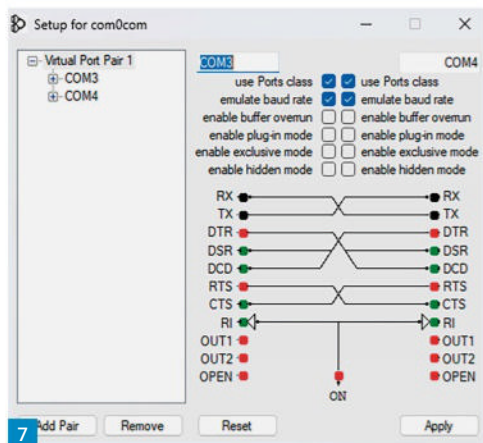 Setup for com0com
Virtual Port Pair 1
COM3
COM4
COM3 COM4
use Ports class use Ports class
emulate baud rate emulate baud rate
enable buffer overrun enable buffer overrun
enable plug-in mode enable plug-in mode
enable exclusive mode enable exclusive mode
enable hidden mode enable hidden mode
RX RX
TX TX
DTR DTR
DSR DSR
DCD DCD
RTS RTS
CTS CTS
RI RI
OUT1 OUT1
OUT2 OUT2
OPEN OPEN
ON
7 Add Pair Remove Reset Apply